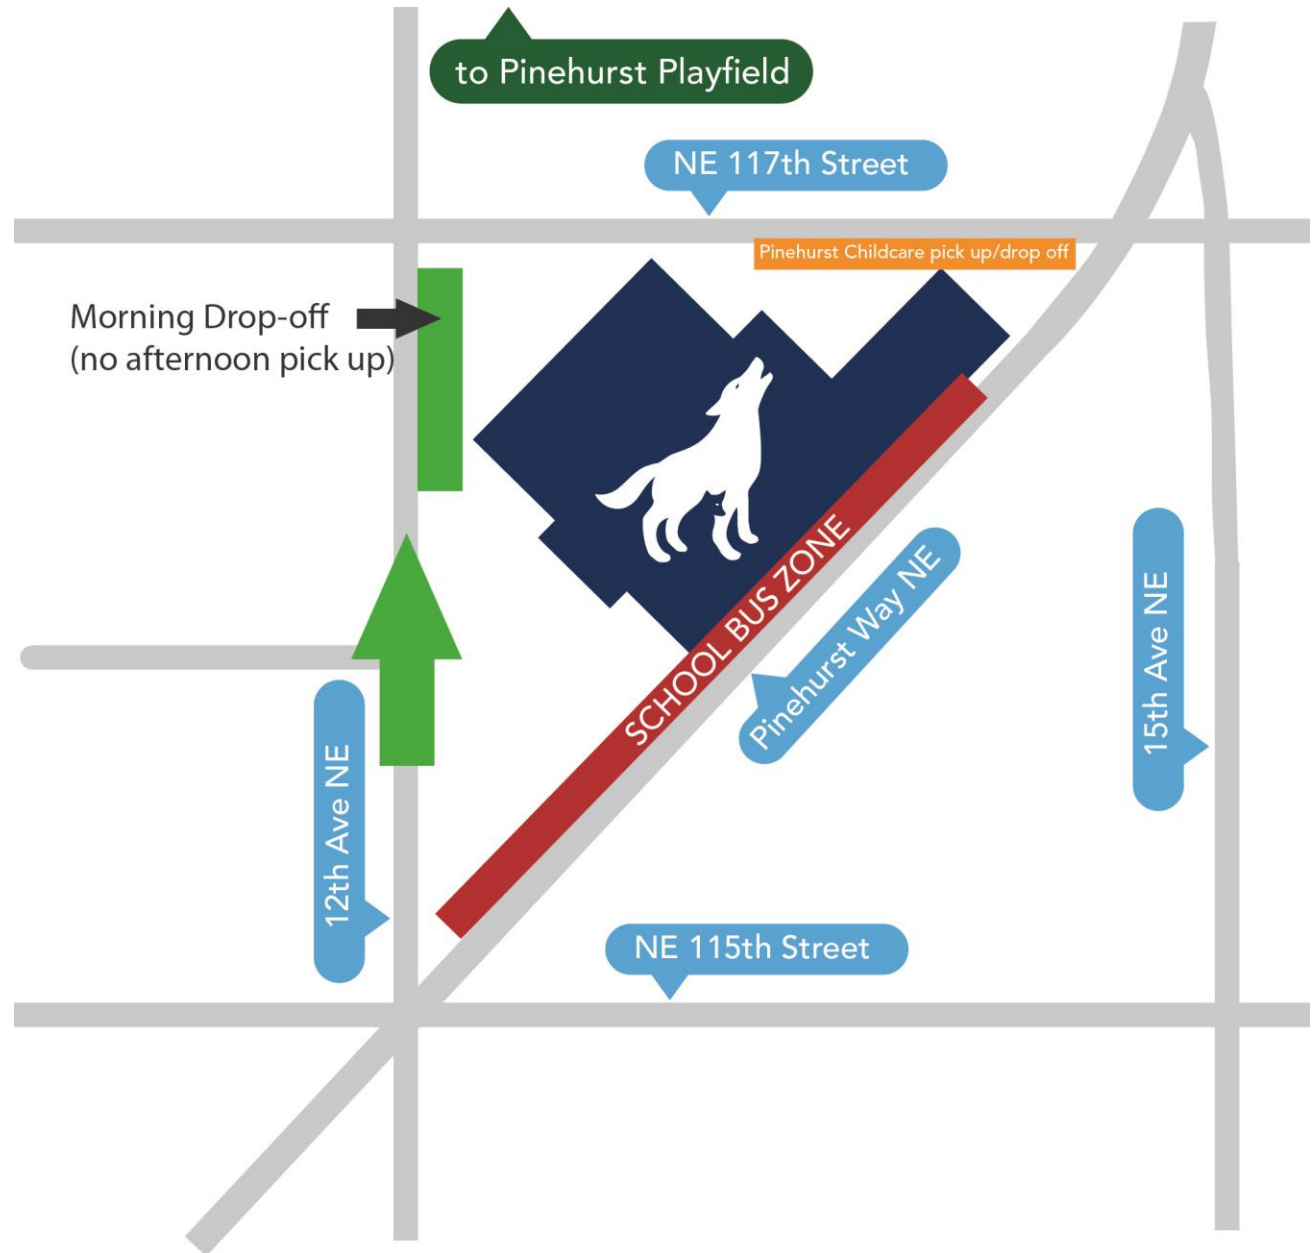 to Pinehurst Playfield
NE 117th Street
Pinehurst Childcare pick up/drop off
Morning Drop-off
(no afternoon pick up)
SCHOOL BUS ZONE
Pinehurst Way NE
15th Ave NE
12th Ave NE
NE 115th Street